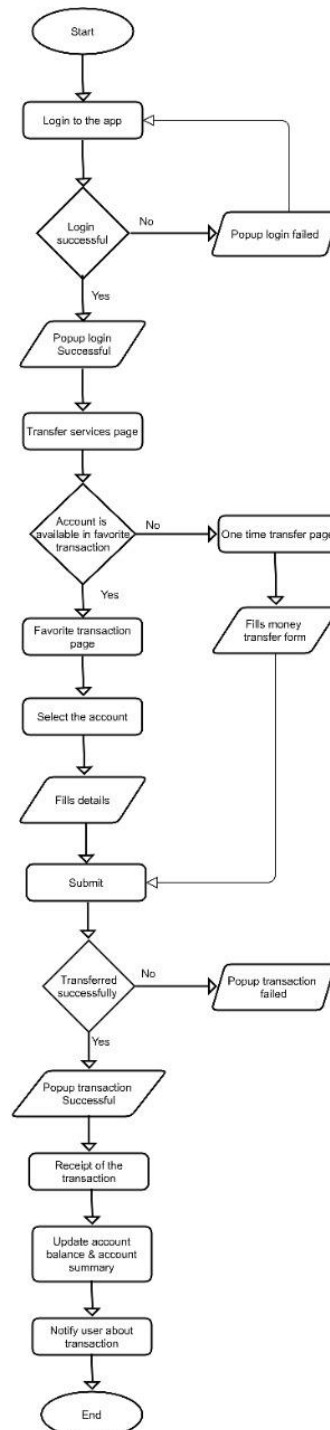 Start
Login to the app
Login
successful
No
Popup login failed
Yes
Popup login
Successful
Transfer services page
Account is
available in favorite
transaction
No
One time transfer page
Yes
Favorite transaction
page
Fills money
transfer form
Select the account
Fills details
Submit
Transferred
successfully
No
Popup transaction
failed
Yes
Popup transaction
Successful
Receipt of the
transaction
Update account
balance & account
summary
Notify user about
transaction
End